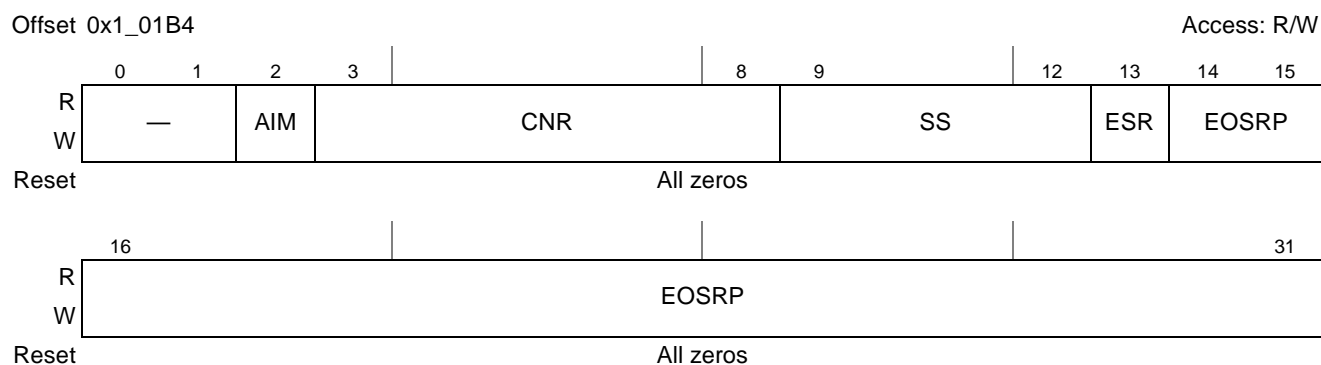 Offset 0x1_01B4 Access: R/W
0 1 2 3 8 9 12 13 14 15
R
W
— AIM CNR SS ESR EOSRP
Reset All zeros
16 31
R
W
EOSRP
Reset All zeros